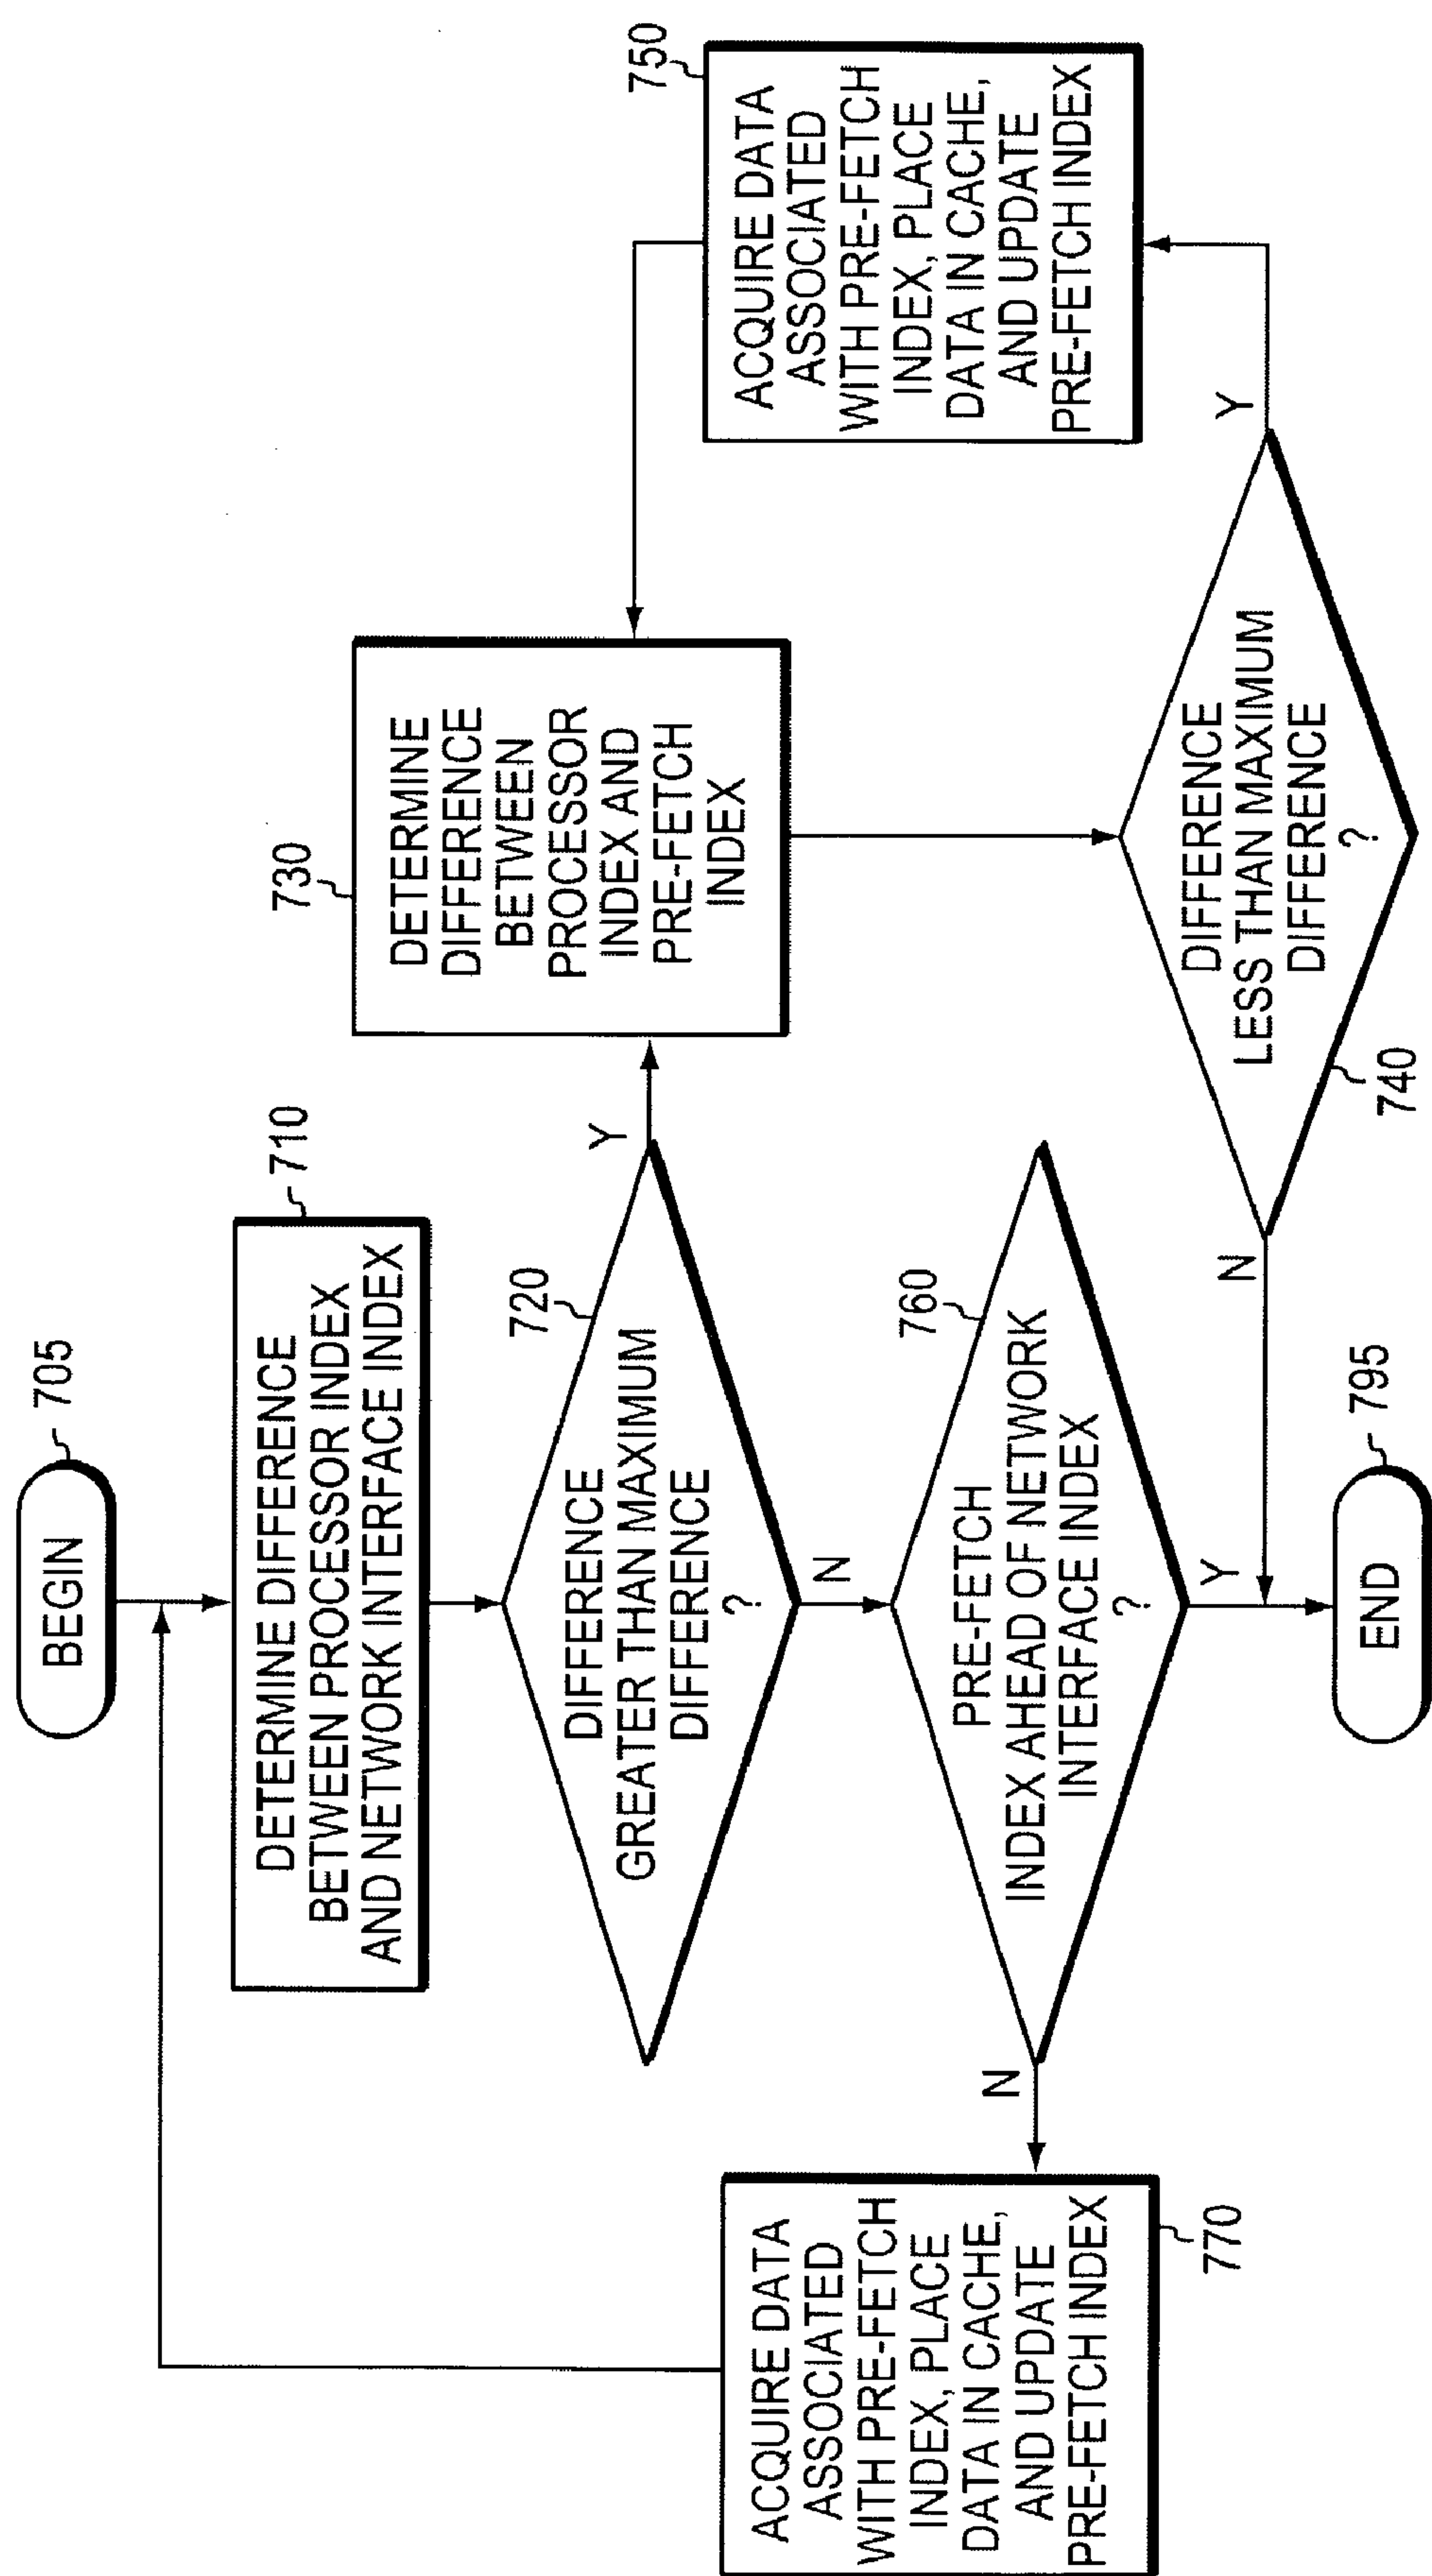 BEGIN
705
DETERMINE DIFFERENCE
BETWEEN PROCESSOR INDEX
AND NETWORK INTERFACE INDEX
710
DIFFERENCE
GREATER THAN MAXIMUM
DIFFERENCE
?
720
Y
N
DETERMINE
DIFFERENCE
BETWEEN
PROCESSOR
INDEX AND
PRE-FETCH
INDEX
730
DIFFERENCE
LESS THAN MAXIMUM
DIFFERENCE
?
740
Y
N
ACQUIRE DATA
ASSOCIATED
WITH PRE-FETCH
INDEX, PLACE
DATA IN CACHE,
AND UPDATE
PRE-FETCH INDEX
750
PRE-FETCH
INDEX AHEAD OF NETWORK
INTERFACE INDEX
?
760
N
Y
ACQUIRE DATA
ASSOCIATED
WITH PRE-FETCH
INDEX, PLACE
DATA IN CACHE,
AND UPDATE
PRE-FETCH INDEX
770
END
795